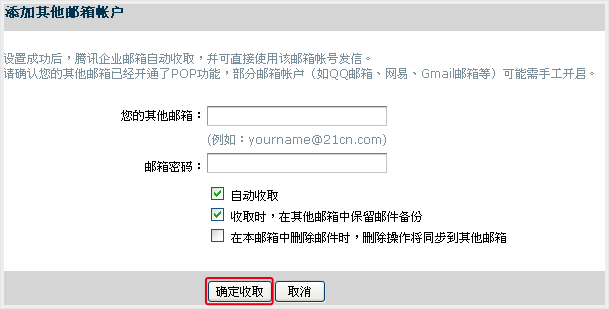 添加其他邮箱帐户
设置成功后，腾讯企业邮箱自动收取，并可直接使用该邮箱帐号发信。
请确认您的其他邮箱已经开通了POP功能，部分邮箱帐户（如QQ邮箱、网易、Gmail邮箱等）可能需手工开启。
您的其他邮箱：
(例如：yourname@21cn.com)
邮箱密码：
自动收取
收取时，在其他邮箱中保留邮件备份
在本邮箱中删除邮件时，删除操作将同步到其他邮箱
确定收取 取消